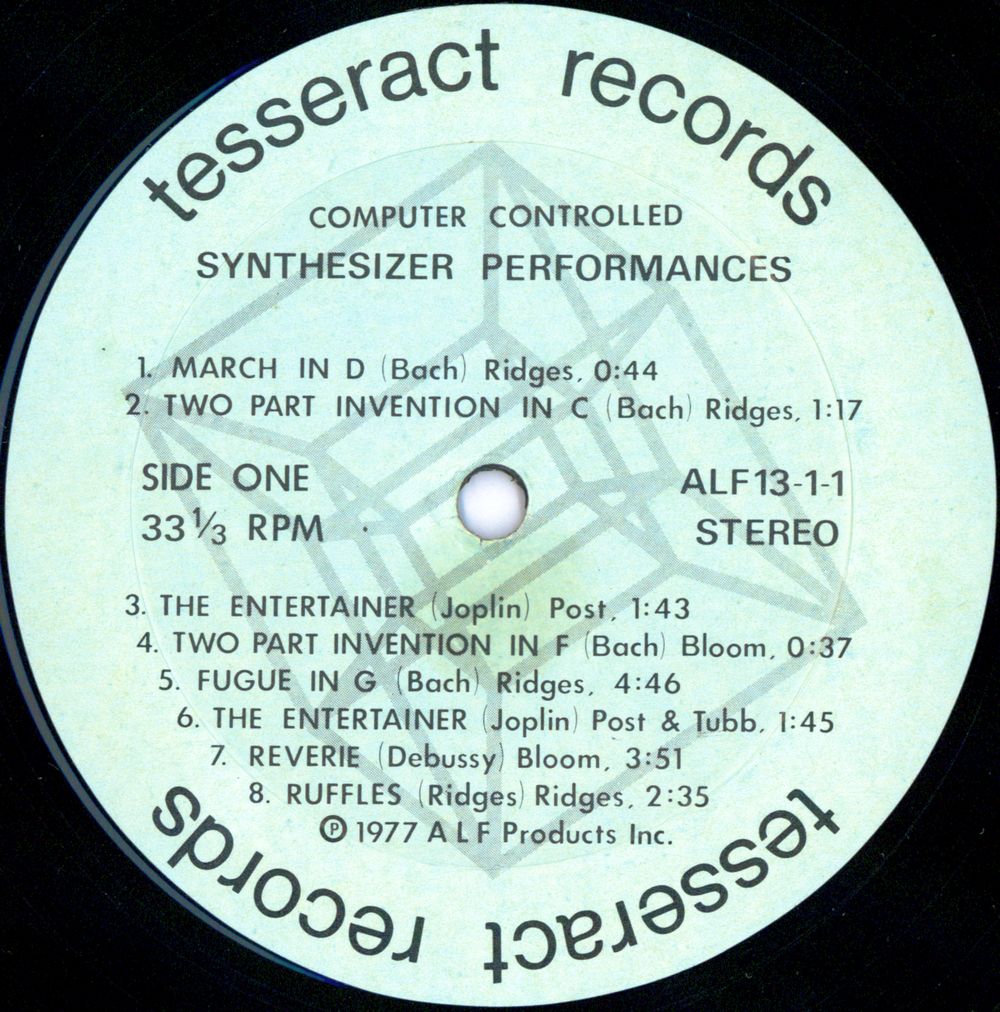 tesseract records
COMPUTER CONTROLLED
SYNTHESIZER PERFORMANCES
1. MARCH IN D (Bach) Ridges, 0:44
2. TWO PART INVENTION IN C (Bach) Ridges, 1:17
SIDE ONE
33⅓ RPM
ALF13-1-1
STEREO
3. THE ENTERTAINER (Joplin) Post, 1:43
4. TWO PART INVENTION IN F (Bach) Bloom, 0:37
5. FUGUE IN G (Bach) Ridges, 4:46
6. THE ENTERTAINER (Joplin) Post & Tubb, 1:45
7. REVERIE (Debussy) Bloom, 3:51
8. RUFFLES (Ridges) Ridges, 2:35
℗ 1977 A L F Products Inc.
tesseract records